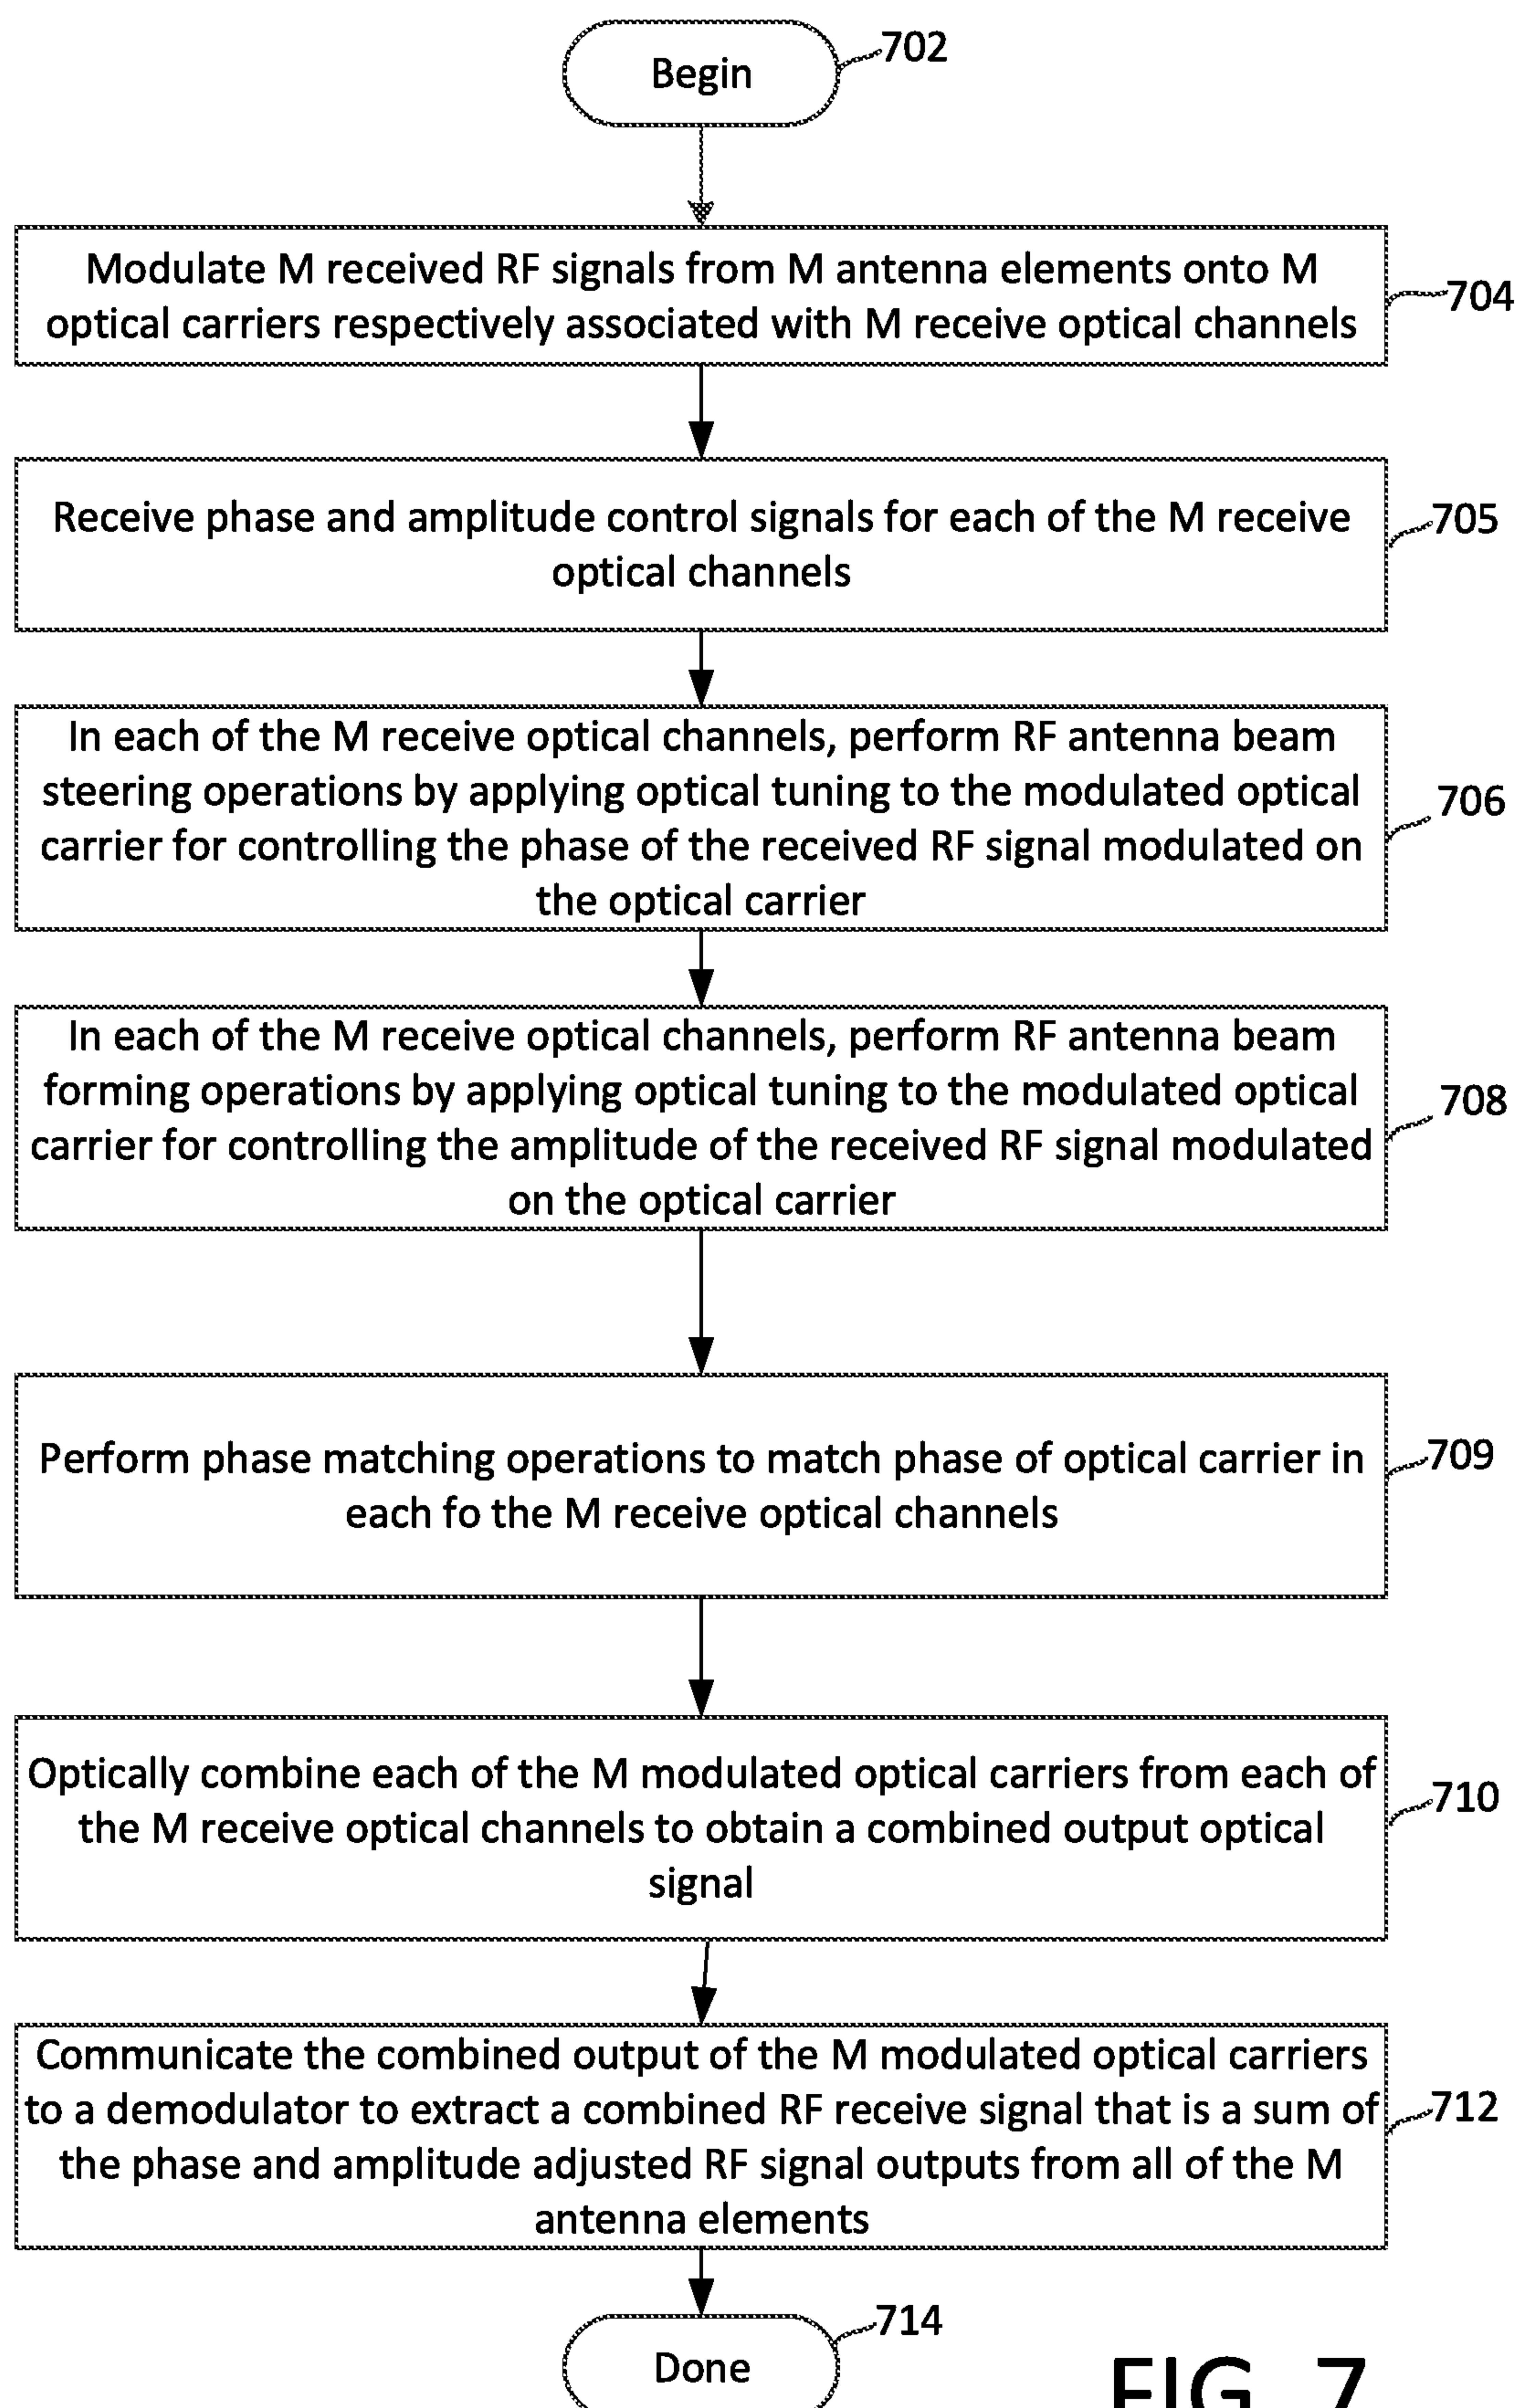 Begin
702
Modulate M received RF signals from M antenna elements onto M
optical carriers respectively associated with M receive optical channels
704
Receive phase and amplitude control signals for each of the M receive
optical channels
705
In each of the M receive optical channels, perform RF antenna beam
steering operations by applying optical tuning to the modulated optical
carrier for controlling the phase of the received RF signal modulated on
the optical carrier
706
In each of the M receive optical channels, perform RF antenna beam
forming operations by applying optical tuning to the modulated optical
carrier for controlling the amplitude of the received RF signal modulated
on the optical carrier
708
Perform phase matching operations to match phase of optical carrier in
each fo the M receive optical channels
709
Optically combine each of the M modulated optical carriers from each of
the M receive optical channels to obtain a combined output optical
signal
710
Communicate the combined output of the M modulated optical carriers
to a demodulator to extract a combined RF receive signal that is a sum of
the phase and amplitude adjusted RF signal outputs from all of the M
antenna elements
712
Done
714
FIG. 7